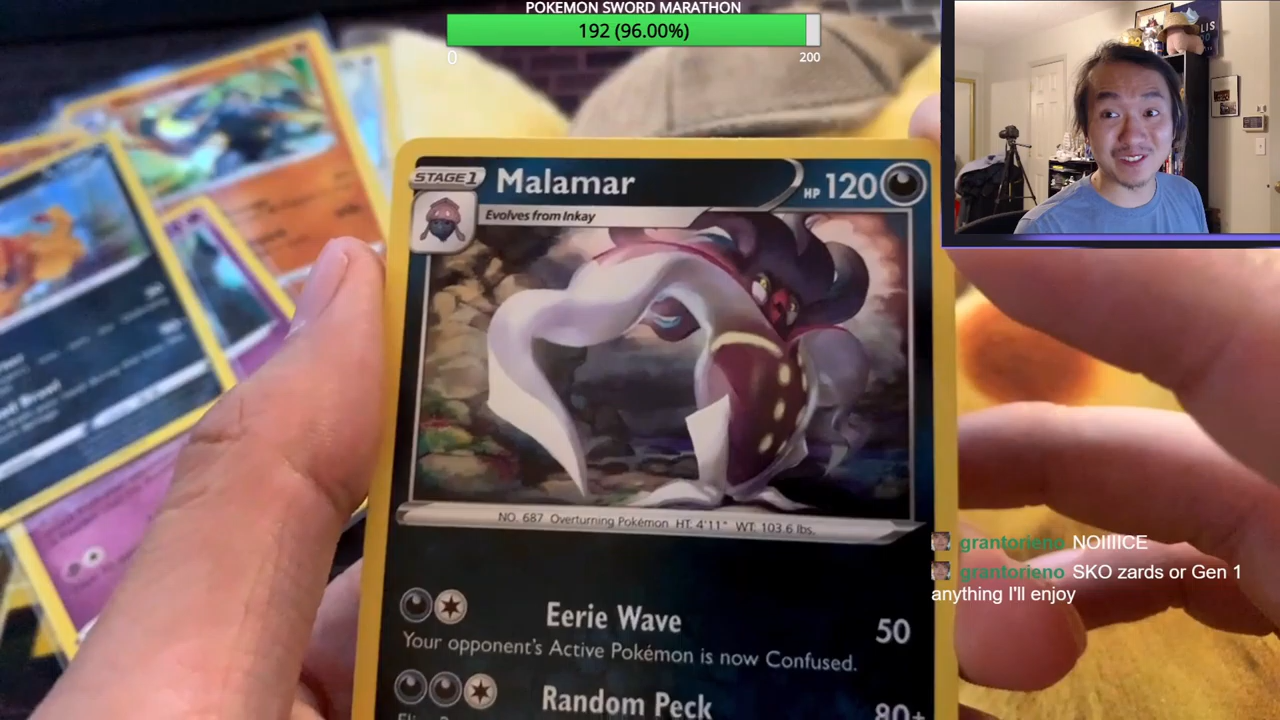 POKEMON SWORD MARATHON
192 (96.00%)
0
200
STAGE1
Malamar
HP 120
Evolves from Inkay
NO. 687 Overturning Pokémon HT. 4'11" WT. 103.6 lbs.
Eerie Wave
50
Your opponent's Active Pokémon is now Confused.
Random Peck
80+
grantorieno NOIIIICE
grantorieno SKO zards or Gen 1
anything I'll enjoy